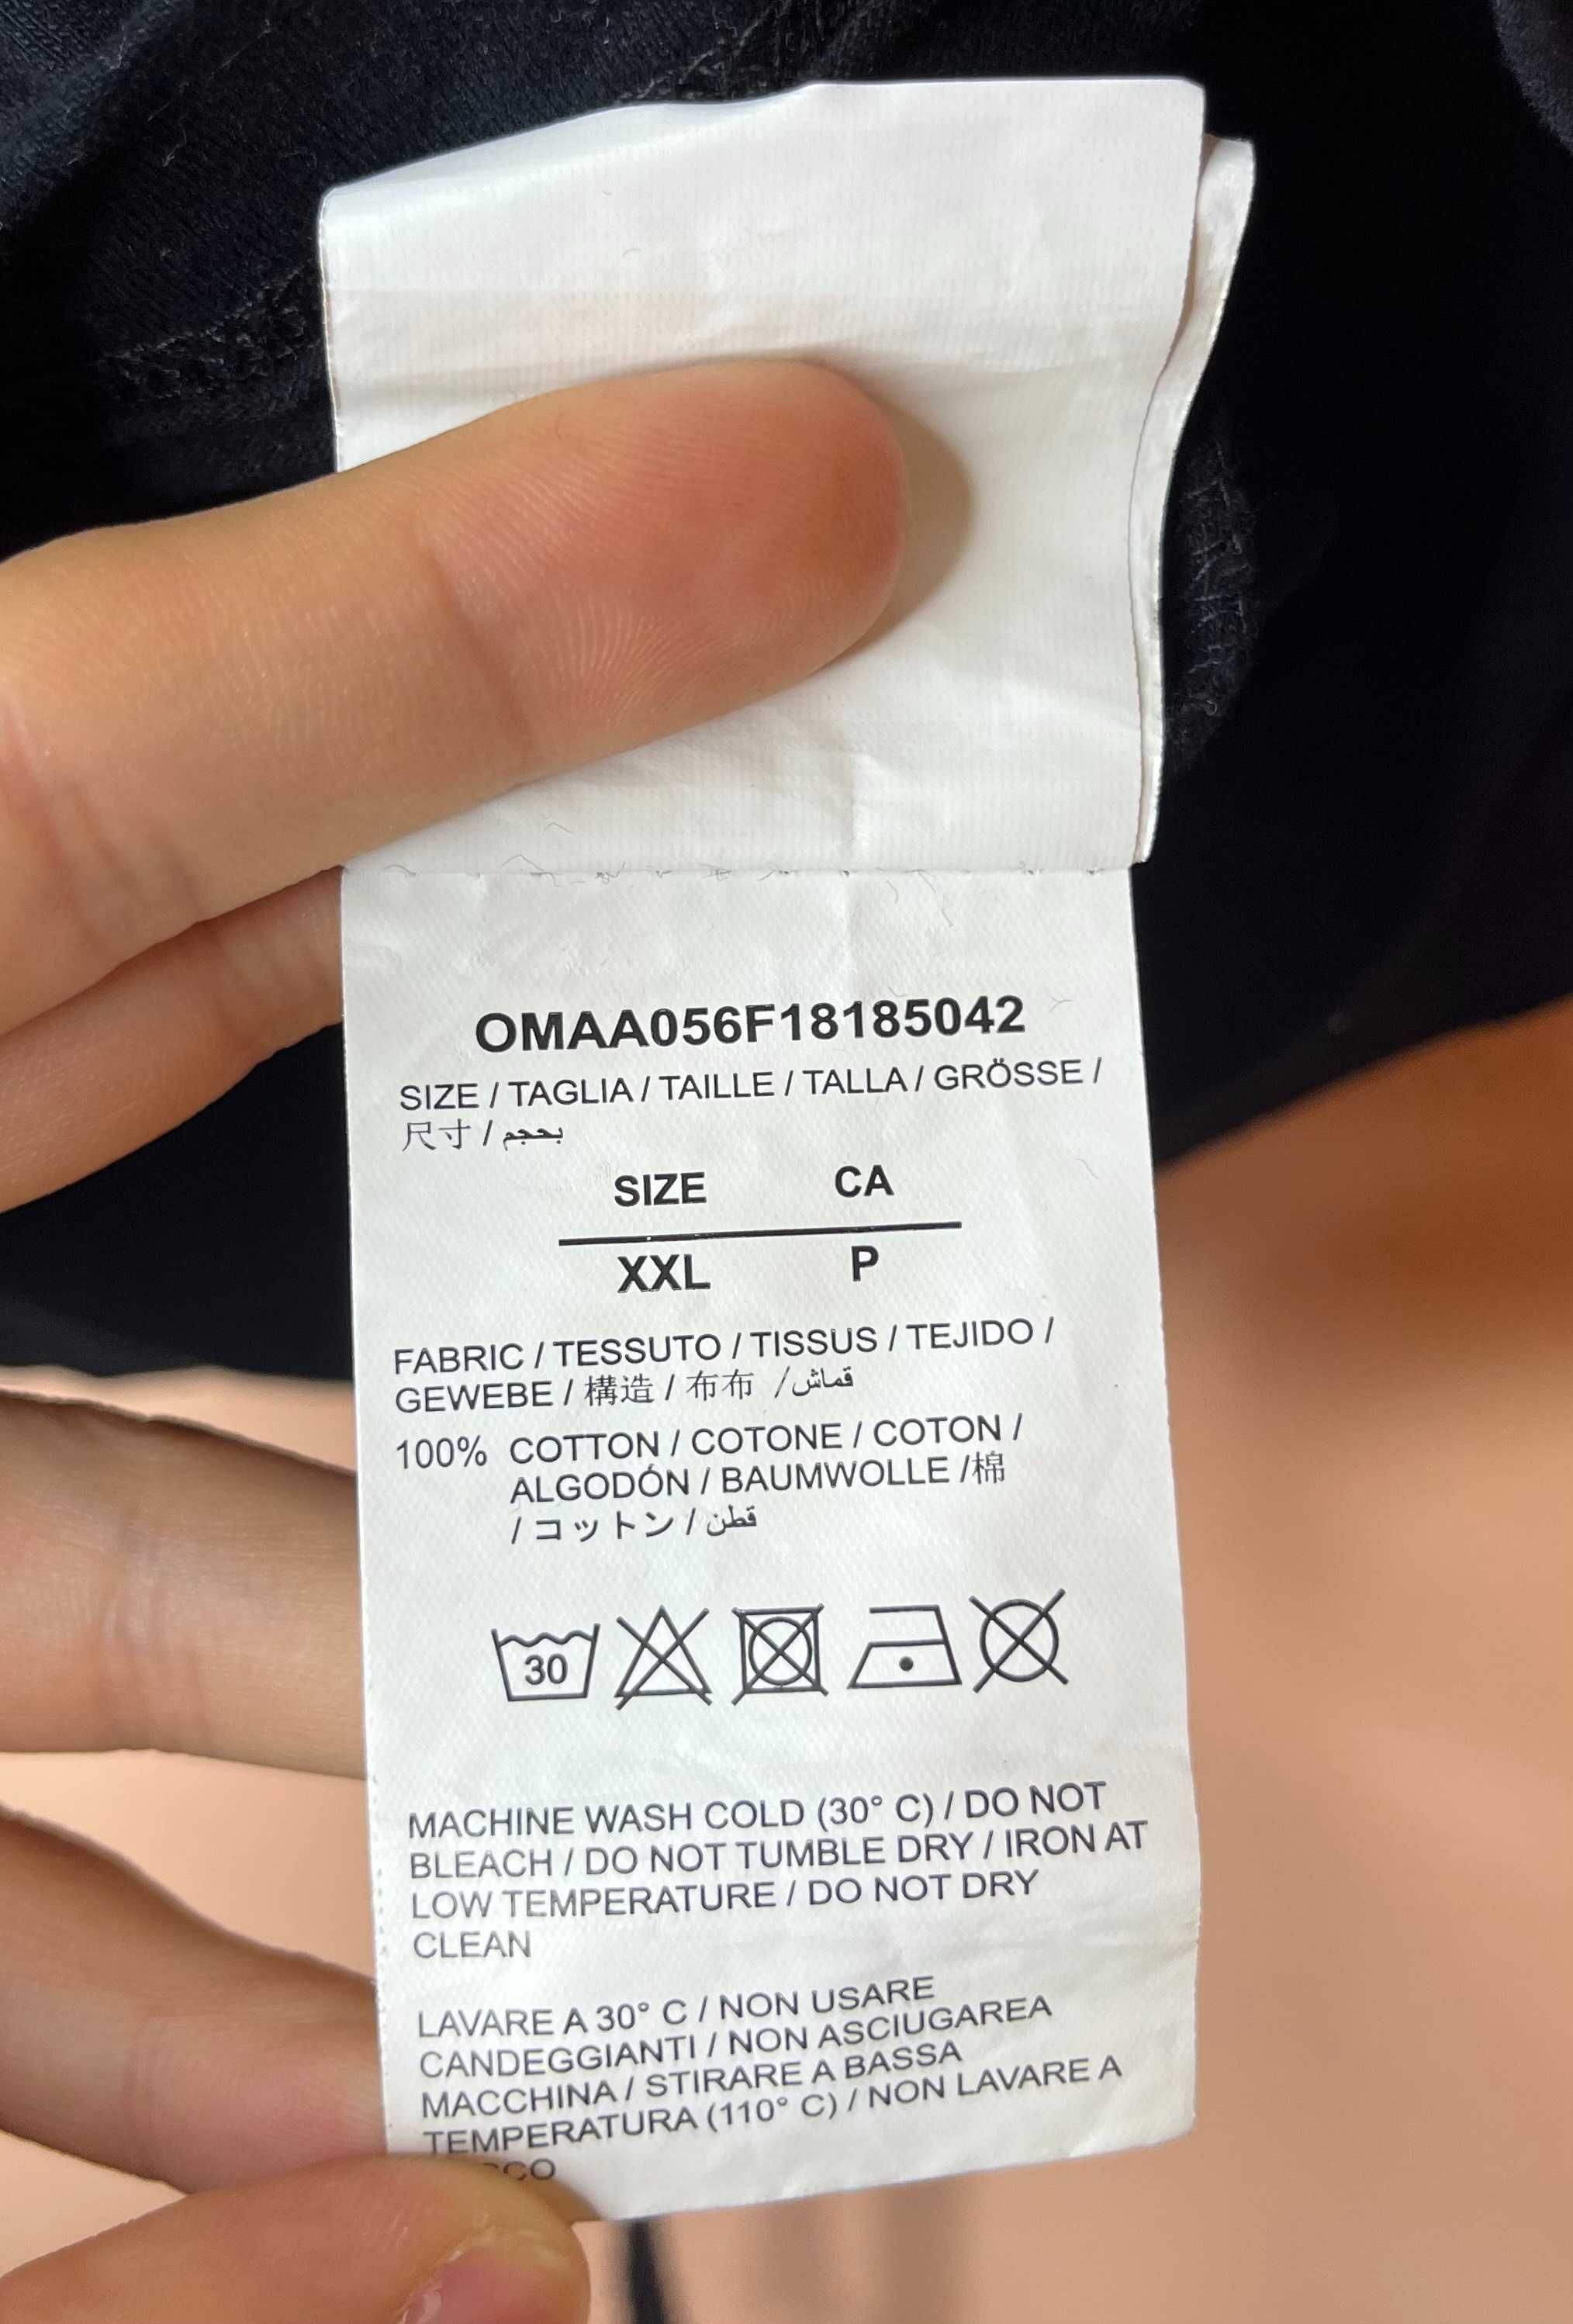 OMAA056F18185042
SIZE / TAGLIA / TAILLE / TALLA / GRÖSSE /
尺寸 / بحجم
SIZE CA
XXL P
FABRIC / TESSUTO / TISSUS / TEJIDO /
GEWEBE / 構造 / 布布 / قماش
100% COTTON / COTONE / COTON /
ALGODÓN / BAUMWOLLE /棉
/ コットン / قطن
30
MACHINE WASH COLD (30° C) / DO NOT
BLEACH / DO NOT TUMBLE DRY / IRON AT
LOW TEMPERATURE / DO NOT DRY
CLEAN
LAVARE A 30° C / NON USARE
CANDEGGIANTI / NON ASCIUGAREA
MACCHINA / STIRARE A BASSA
TEMPERATURA (110° C) / NON LAVARE A